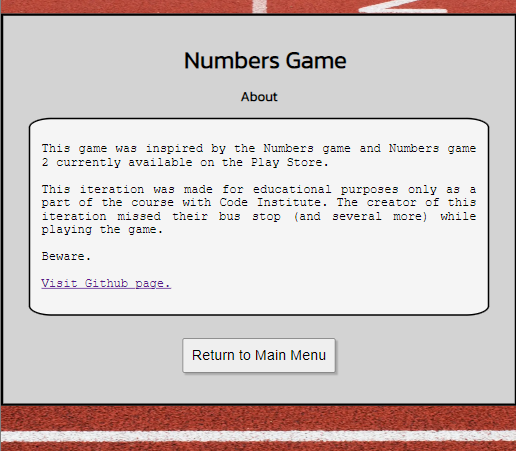 Numbers Game
About
This game was inspired by the Numbers game and Numbers game
2 currently available on the Play Store.
This iteration was made for educational purposes only as a
part of the course with Code Institute. The creator of this
iteration missed their bus stop (and several more) while
playing the game.
Beware.
Visit Github page.
Return to Main Menu